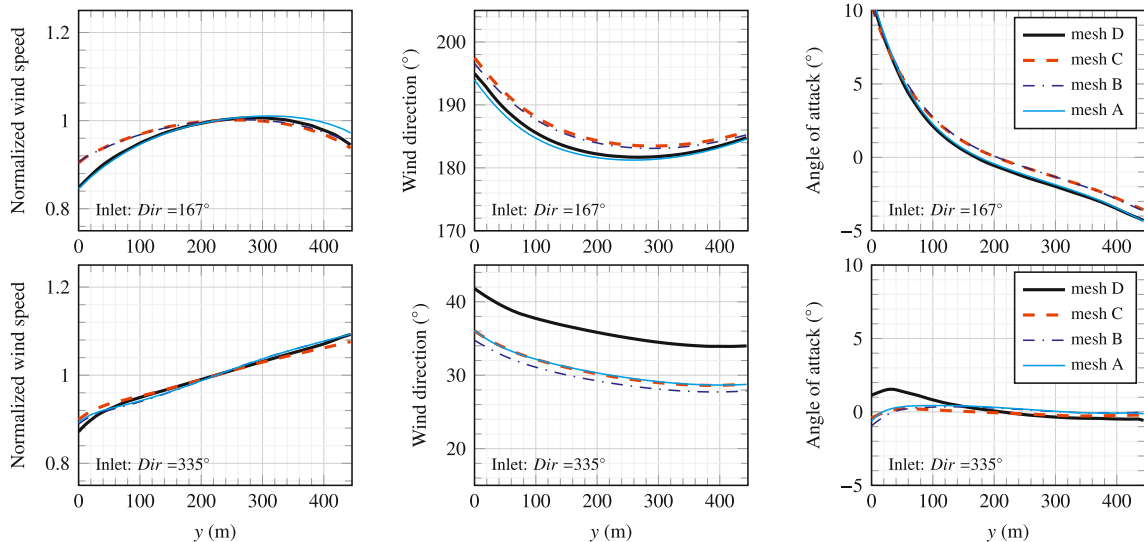 Normalized wind speed
1.2
1
0.8
Inlet: Dir =167°
0 100 200 300 400
Wind direction (°)
200
190
180
170
Inlet: Dir =167°
0 100 200 300 400
Angle of attack (°)
10
5
0
−5
Inlet: Dir =167°
0 100 200 300 400
mesh D
mesh C
mesh B
mesh A
Normalized wind speed
1.2
1
0.8
Inlet: Dir =335°
0 100 200 300 400
y (m)
Wind direction (°)
40
30
20
Inlet: Dir =335°
0 100 200 300 400
y (m)
Angle of attack (°)
10
5
0
−5
Inlet: Dir =335°
0 100 200 300 400
y (m)
mesh D
mesh C
mesh B
mesh A